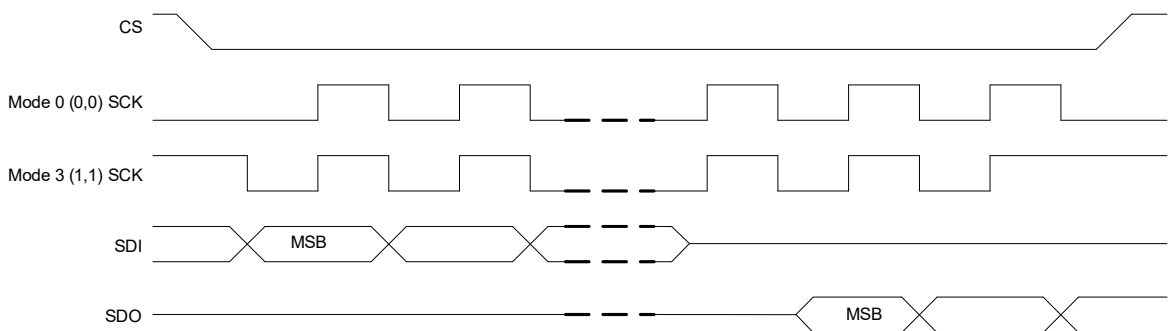 CS
Mode 0 (0,0) SCK
Mode 3 (1,1) SCK
SDI
MSB
SDO
MSB